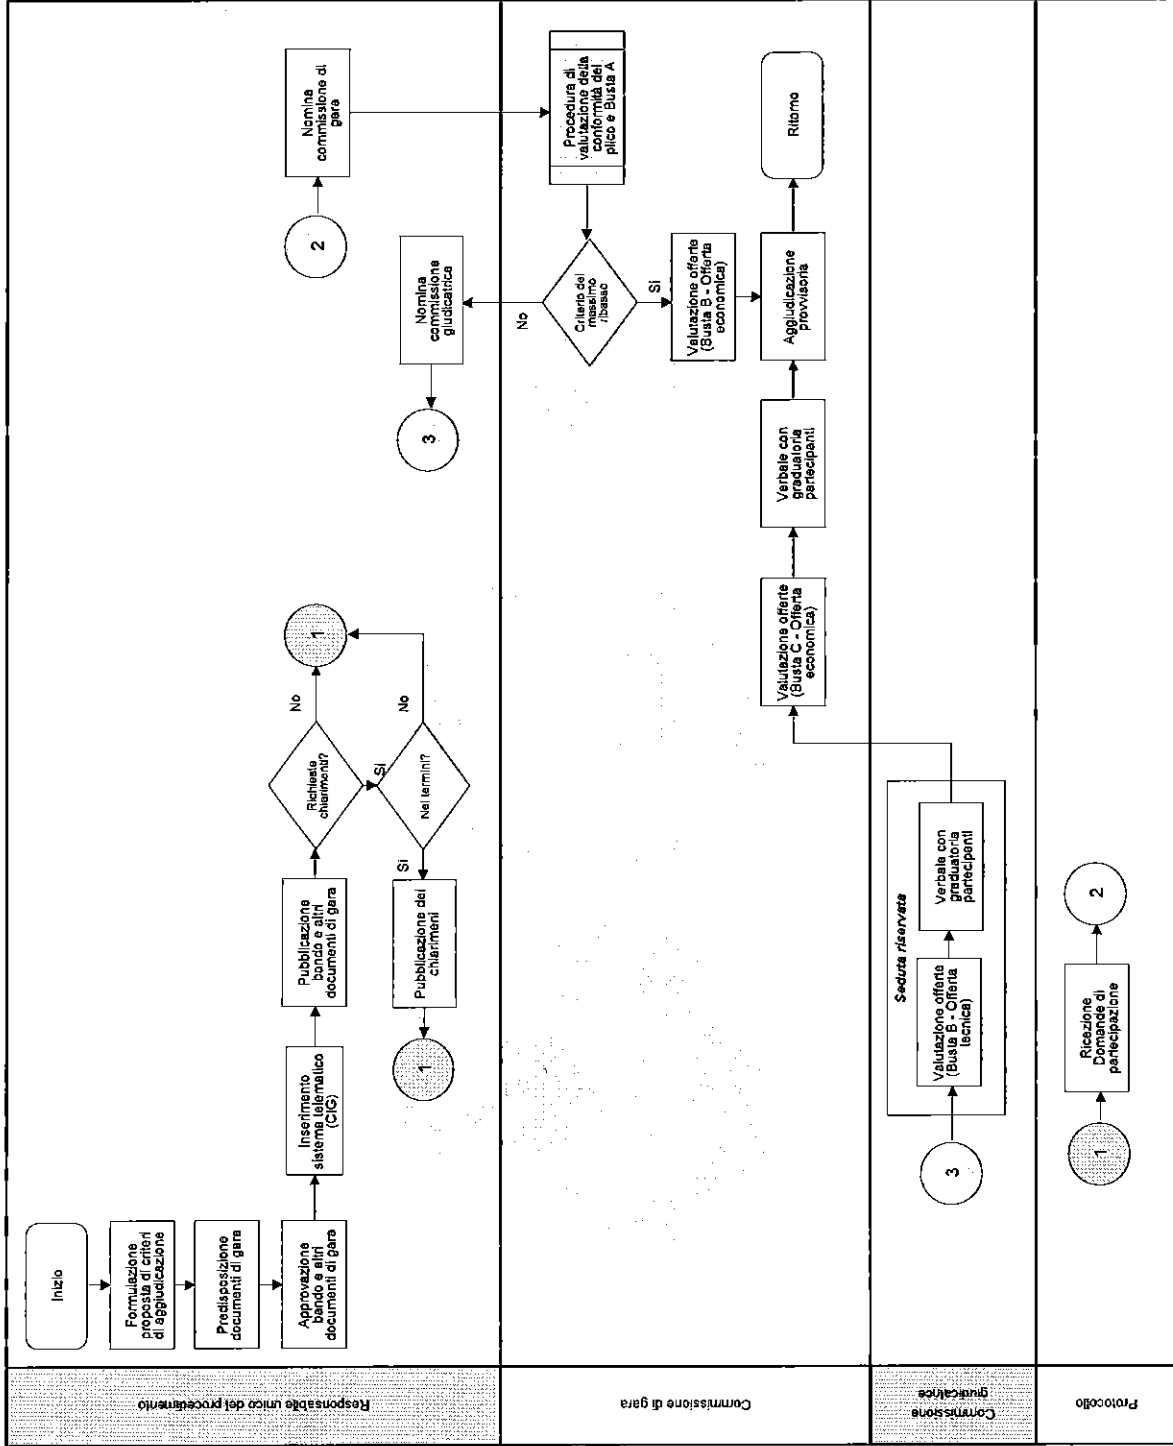 Responsabile unico del procedimento
Inizio
Formulazione
proposta di criteri
di aggiudicazione
Predisposizione
documenti di gara
Approvazione
bando e altri
documenti di gara
Inserimento
sistema telematico
(CIG)
Pubblicazione
bando e altri
documenti di gara
Richieste
chiarimenti?
No
1
Si
Nei termini?
No
Si
Pubblicazione dei
chiarimeni
1
2
Nomina
commissione di
gara
Nomina
commissione
giudicatrica
3
Commissione di gara
Procedura di
valutazione della
conformità del
plico e Busta A
Criterio del
massimo
ribasso
No
Si
Valutazione offerte
(Busta B - Offerta
economica)
Valutazione offerte
(Busta C - Offerta
economica)
Verbale con
graduatoria
partecipanti
Aggiudicazione
provvisoria
Ritorno
Commissione
giudicatrice
3
Seduta riservata
Valutazione offerte
(Busta B - Offerta
tecnica)
Verbale con
graduatoria
partecipanti
Protocollo
1
Ricezione
Domande di
partecipazione
2